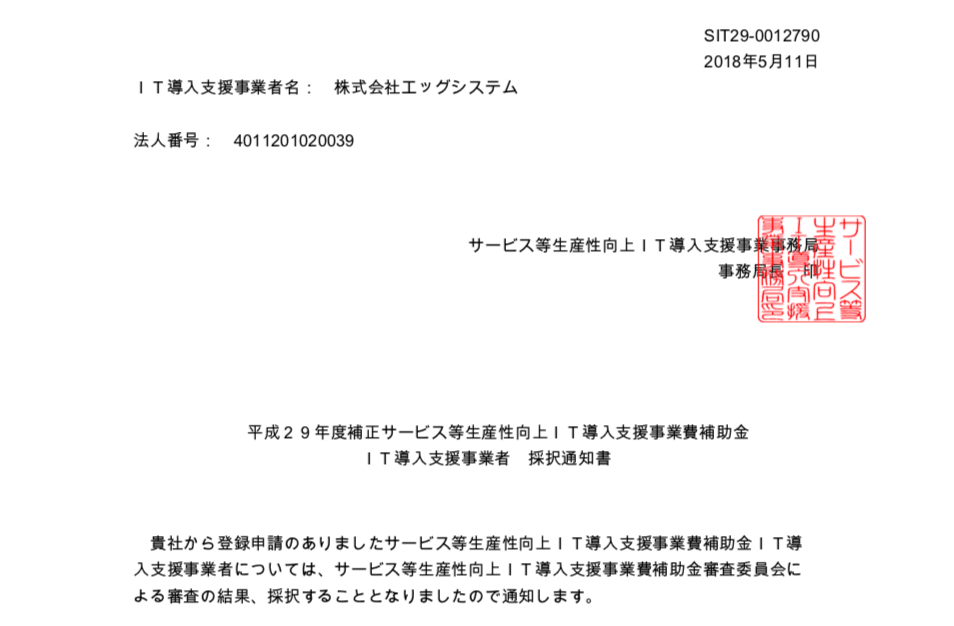 SIT29-0012790
2018年5月11日
ＩＴ導入支援事業者名：　株式会社エッグシステム
法人番号：　4011201020039
サービス等生産性向上ＩＴ導入支援事業事務局
事務局長　印
サービス等
生産性向上
ＩＴ導入支援
事業事務局印
平成２９年度補正サービス等生産性向上ＩＴ導入支援事業費補助金
ＩＴ導入支援事業者　採択通知書
貴社から登録申請のありましたサービス等生産性向上ＩＴ導入支援事業費補助金ＩＴ導
入支援事業者については、サービス等生産性向上ＩＴ導入支援事業費補助金審査委員会に
よる審査の結果、採択することとなりましたので通知します。